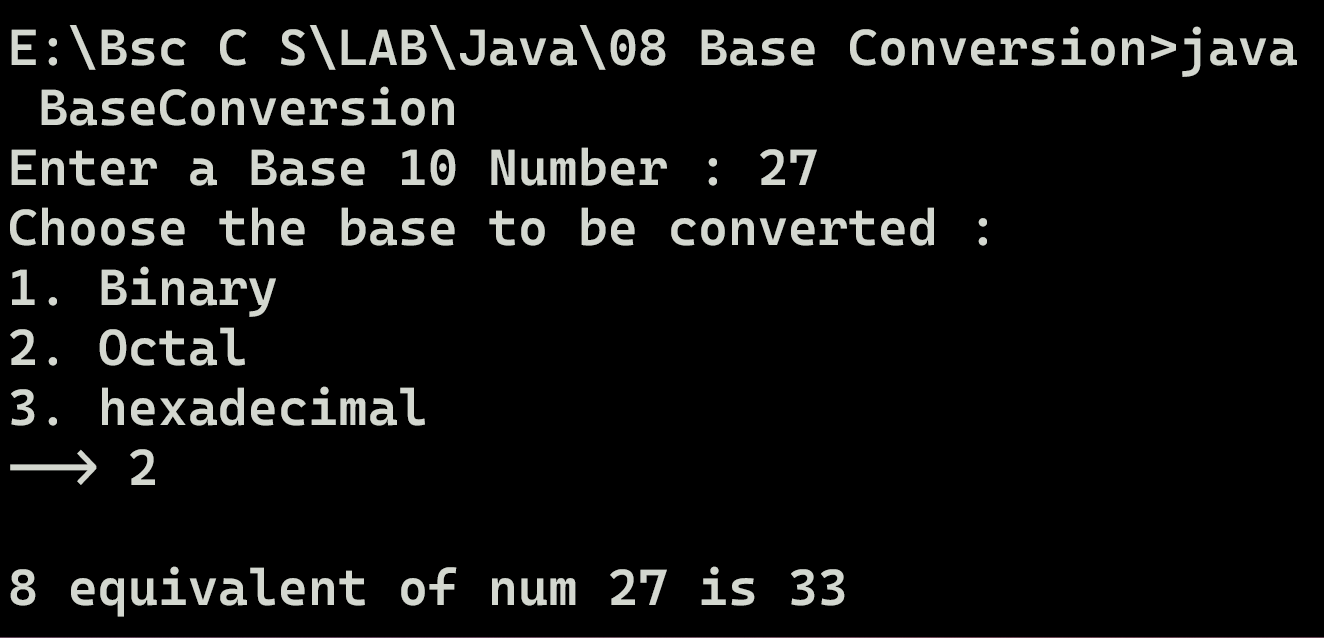 E:\Bsc C S\LAB\Java\08 Base Conversion>java
BaseConversion
Enter a Base 10 Number : 27
Choose the base to be converted :
1. Binary
2. Octal
3. hexadecimal
---> 2
8 equivalent of num 27 is 33